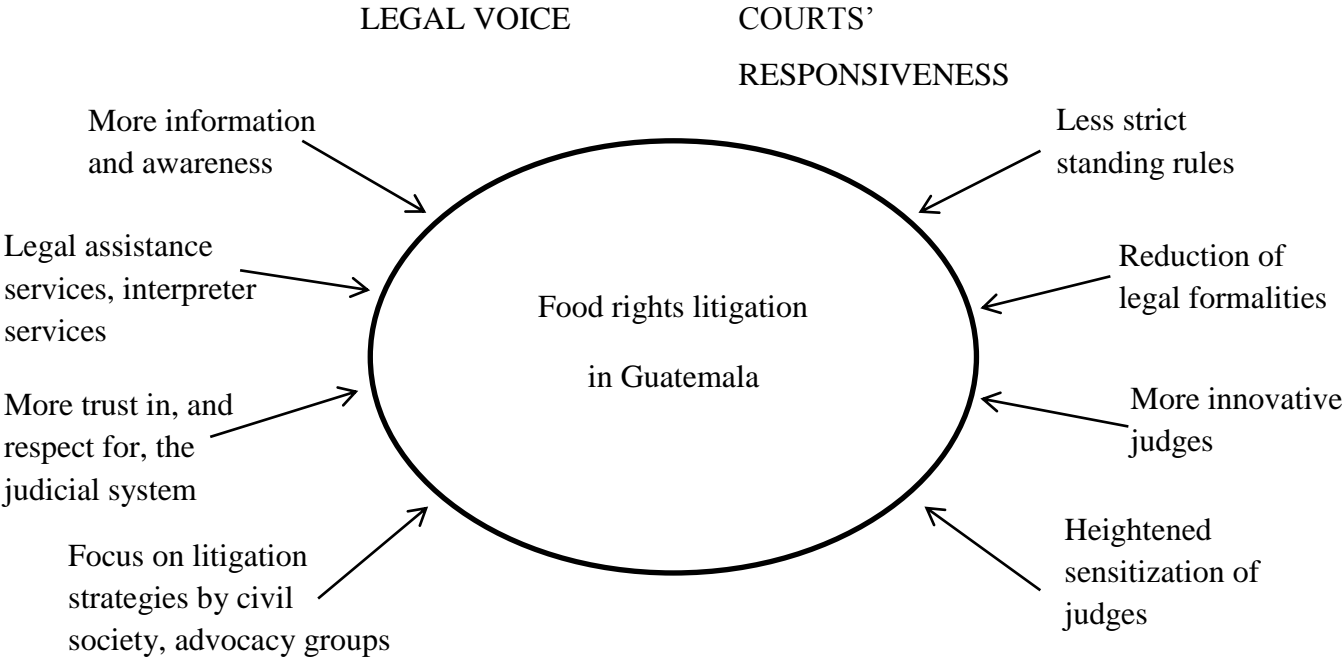 LEGAL VOICE
COURTS’
RESPONSIVENESS
More information
and awareness
Legal assistance
services, interpreter
services
More trust in, and
respect for, the
judicial system
Focus on litigation
strategies by civil
society, advocacy groups
Food rights litigation
in Guatemala
Less strict
standing rules
Reduction of
legal formalities
More innovative
judges
Heightened
sensitization of
judges